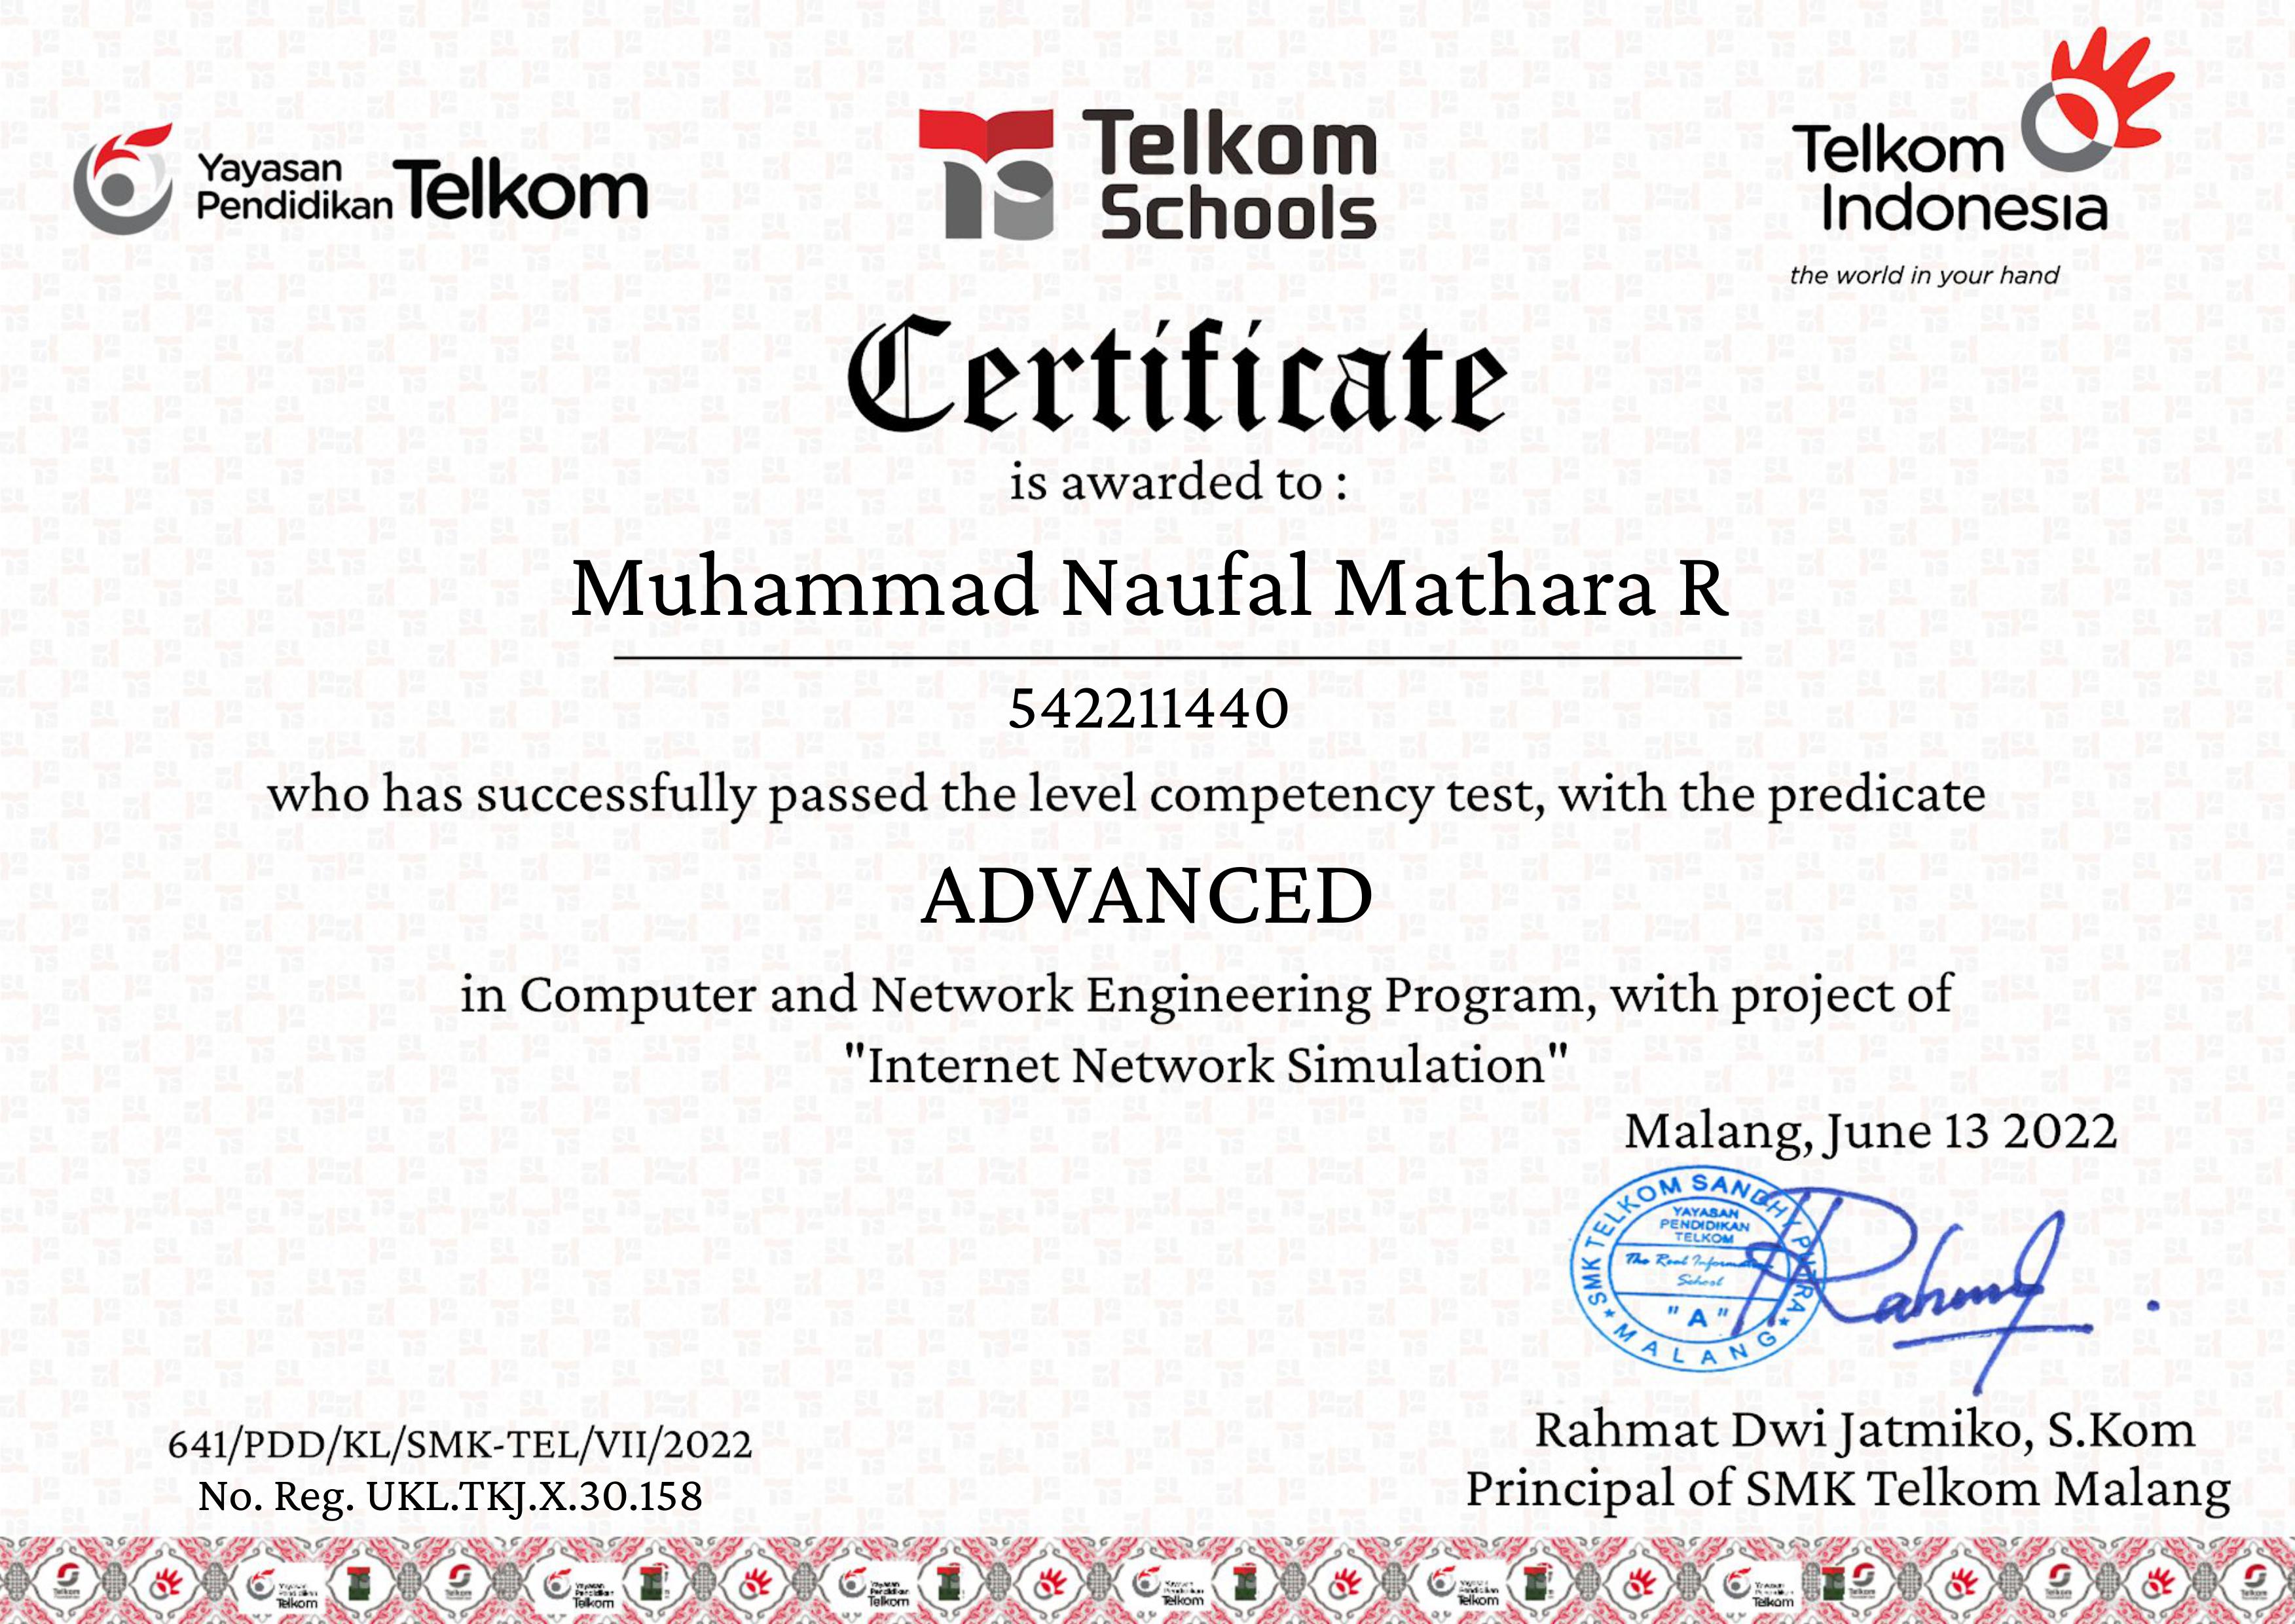 Yayasan
Pendidikan Telkom
Telkom
Schools
Telkom
Indonesia
the world in your hand
Certificate
is awarded to :
Muhammad Naufal Mathara R
542211440
who has successfully passed the level competency test, with the predicate
ADVANCED
in Computer and Network Engineering Program, with project of
"Internet Network Simulation"
Malang, June 13 2022
SMK TELKOM SANDHY PUTRA
YAYASAN
PENDIDIKAN
TELKOM
The Real
School
" A "
MALANG
641/PDD/KL/SMK-TEL/VII/2022
No. Reg. UKL.TKJ.X.30.158
Rahmat Dwi Jatmiko, S.Kom
Principal of SMK Telkom Malang